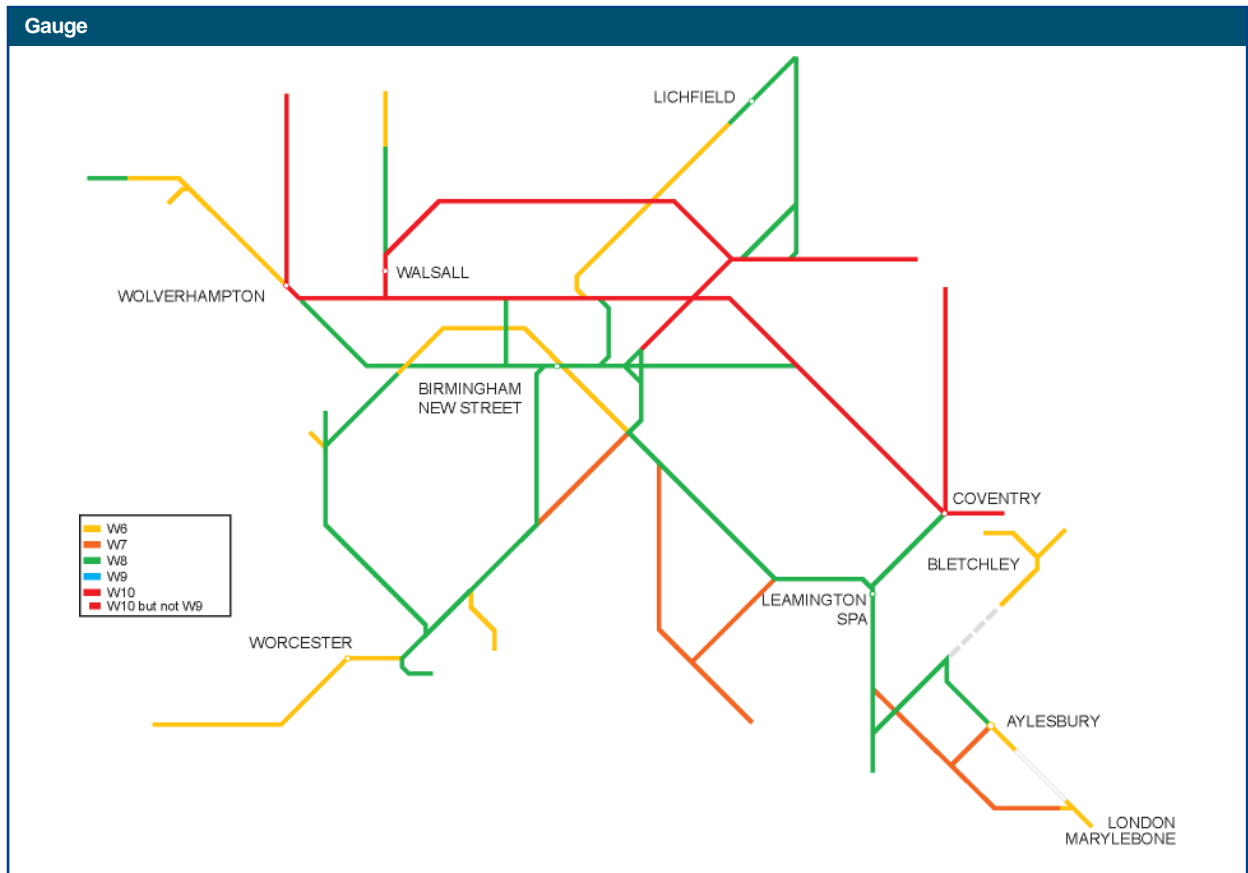 Gauge
LICHFIELD
WALSALL
WOLVERHAMPTON
BIRMINGHAM
NEW STREET
COVENTRY
W6
W7
W8
W9
W10
W10 but not W9
BLETCHLEY
LEAMINGTON
SPA
WORCESTER
AYLESBURY
LONDON
MARYLEBONE